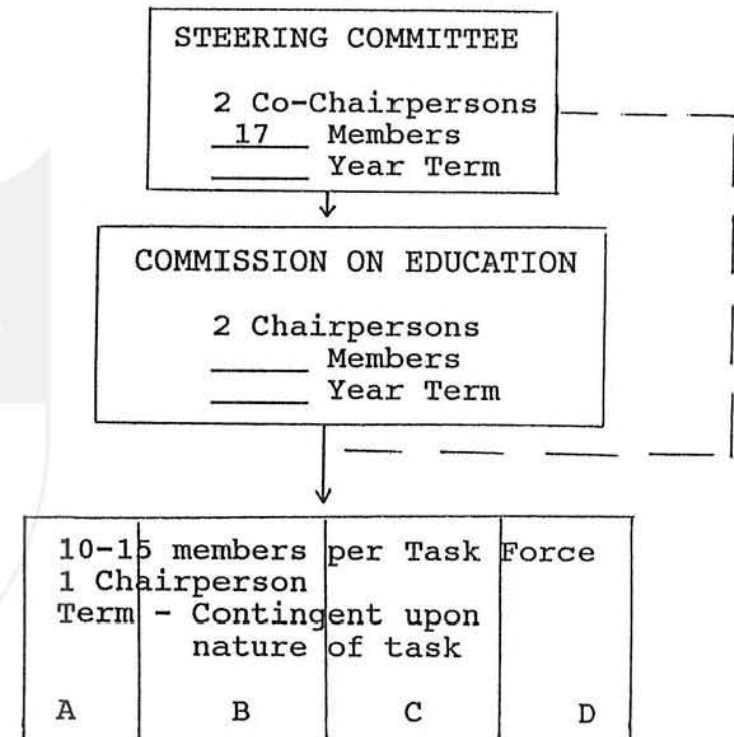 STEERING COMMITTEE
2 Co-Chairpersons
17 Members
Year Term
COMMISSION ON EDUCATION
2 Chairpersons
Members
Year Term
10-15 members per Task Force
1 Chairperson
Term - Contingent upon
nature of task
A B C D